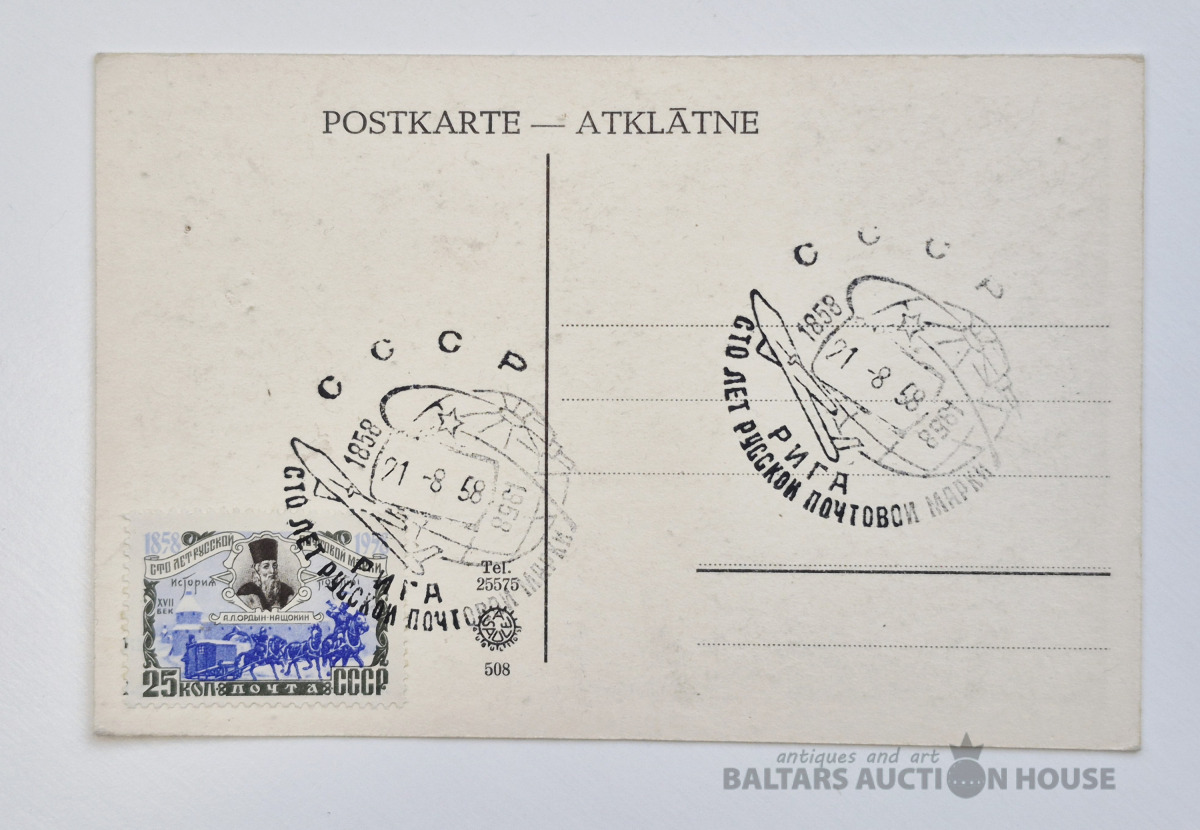 POSTKARTE — ATKLĀTNE
СССР
1858
21-8 58
1958
РИГА
СТО ЛЕТ РУССКОЙ ПОЧТОВОЙ МАРКИ
СССР
1858
21-8 58
1958
РИГА
СТО ЛЕТ РУССКОЙ ПОЧТОВОЙ МАРКИ
1858 1958
СТО ЛЕТ РУССКОЙ ПОЧТОВОЙ МАРКИ
История
XVII
ВЕК
А.Л.ОРДЫН-НАЩОКИН
25 КОП ПОЧТА СССР
Tel.
25575
508
antiques and art
BALTARS AUCTION HOUSE